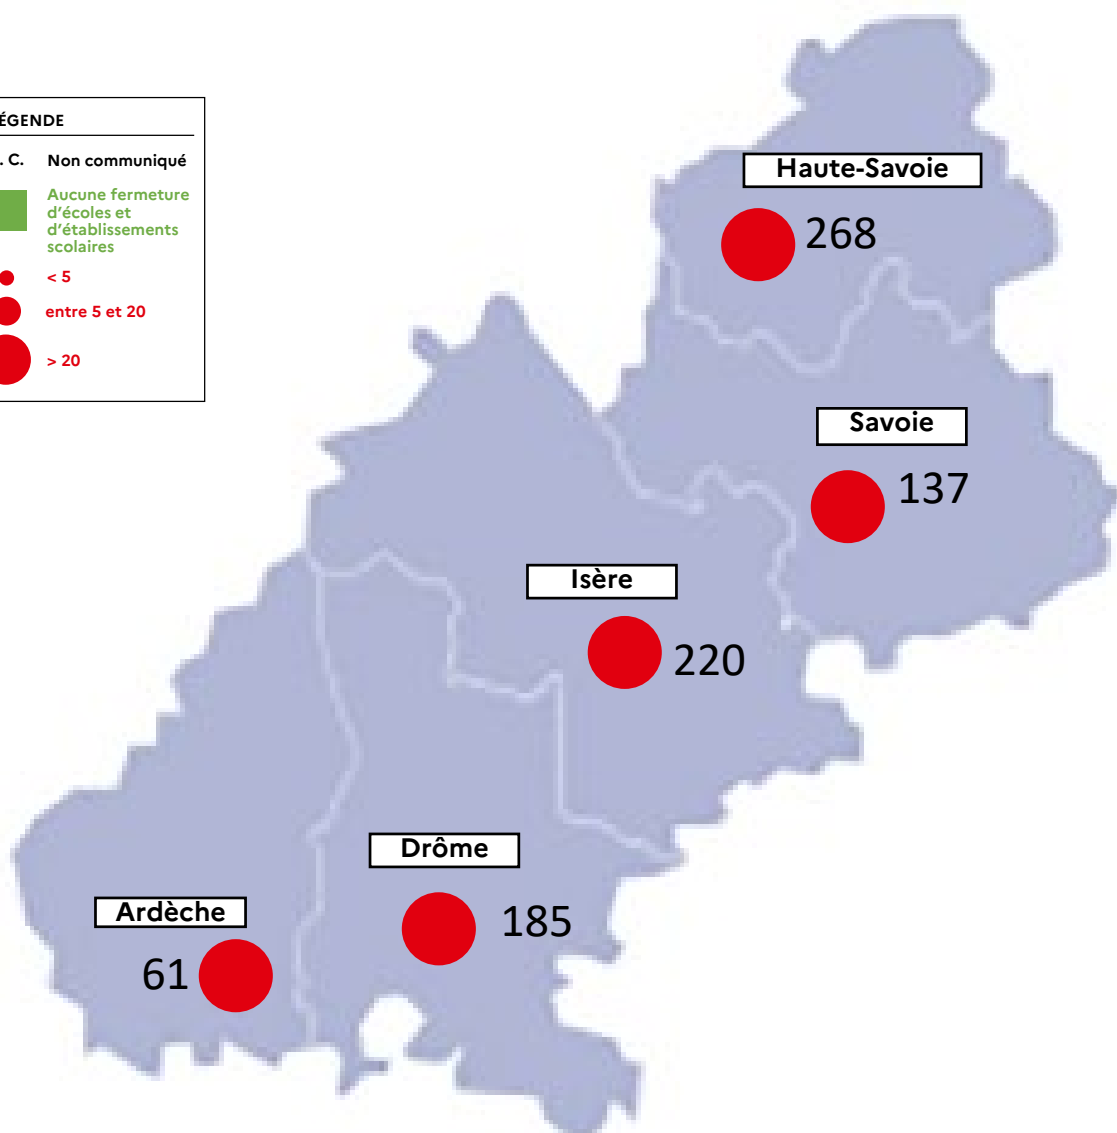 ÉGENDE
. C. Non communiqué
Aucune fermeture
d'écoles et
d'établissements
scolaires
< 5
entre 5 et 20
> 20
Haute-Savoie
268
Savoie
137
Isère
220
Drôme
185
Ardèche
61